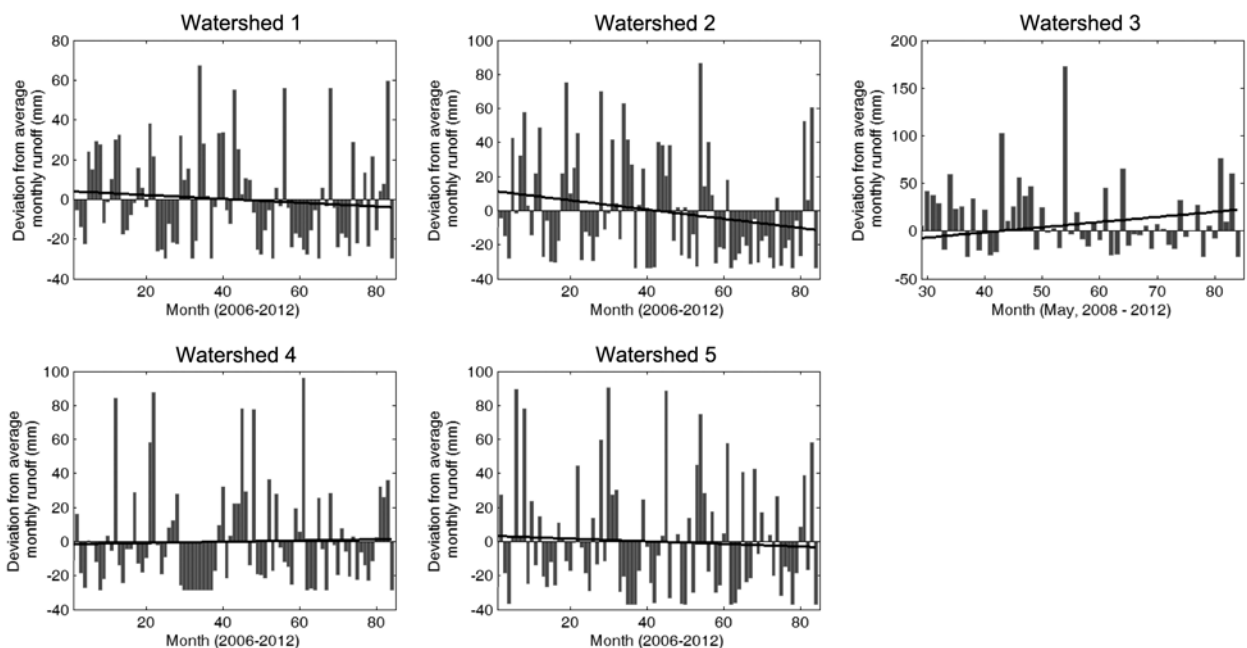 Watershed 1
Deviation from average
monthly runoff (mm)
80
60
40
20
0
-20
-40
20
40
60
80
Month (2006-2012)
Watershed 2
Deviation from average
monthly runoff (mm)
100
80
60
40
20
0
-20
-40
20
40
60
80
Month (2006-2012)
Watershed 3
Deviation from average
monthly runoff (mm)
200
150
100
50
0
-50
30
40
50
60
70
80
Month (May, 2008 - 2012)
Watershed 4
Deviation from average
monthly runoff (mm)
100
80
60
40
20
0
-20
-40
20
40
60
80
Month (2006-2012)
Watershed 5
Deviation from average
monthly runoff (mm)
100
80
60
40
20
0
-20
-40
20
40
60
80
Month (2006-2012)